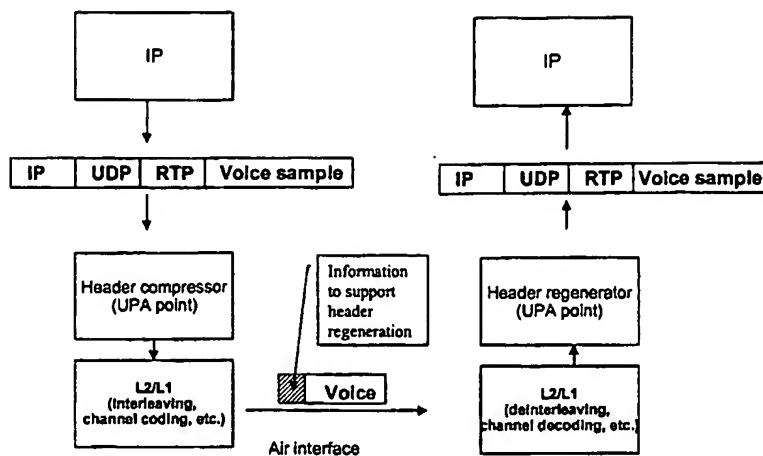 IP
IP
IP UDP RTP Voice sample
IP UDP RTP Voice sample
Header compressor
(UPA point)
Information
to support
header
regeneration
Header regenerator
(UPA point)
L2/L1
(interleaving,
channel coding, etc.)
Voice
L2/L1
(deinterleaving,
channel decoding, etc.)
Air interface